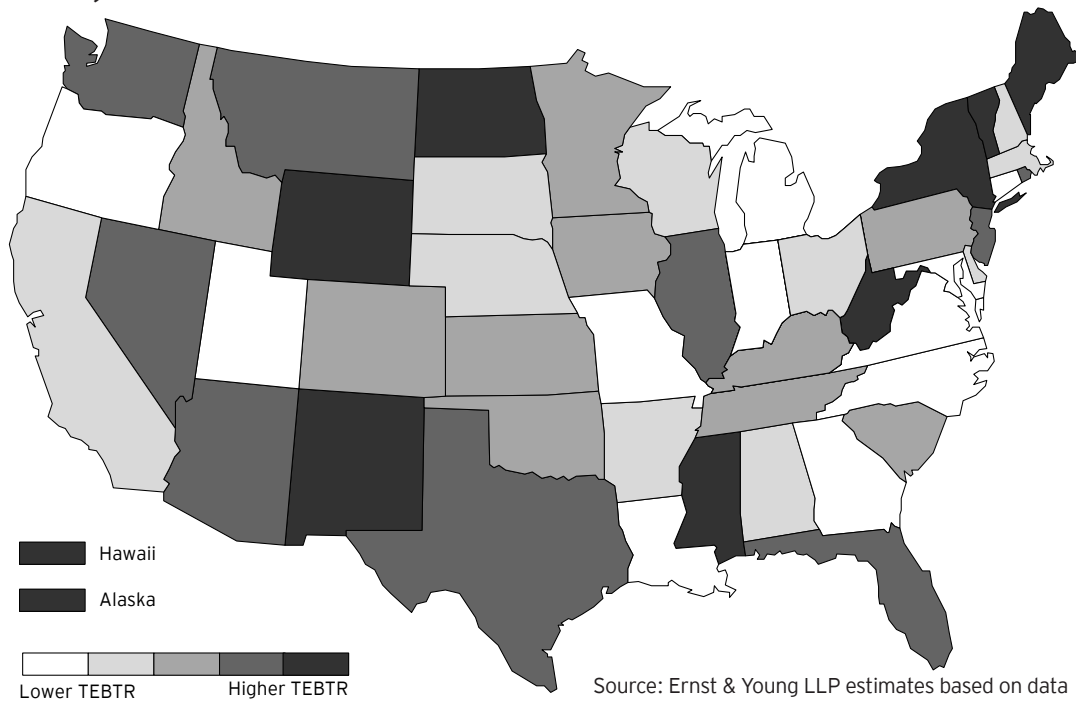 Hawaii
Alaska
Lower TEBTR
Higher TEBTR
Source: Ernst & Young LLP estimates based on data